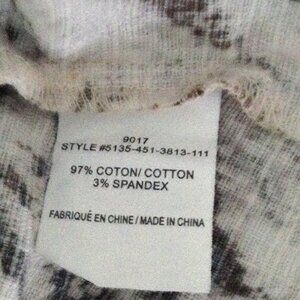 9017
STYLE #5135-451-3813-111
97% COTON/ COTTON
3% SPANDEX
FABRIQUÉ EN CHINE / MADE IN CHINA